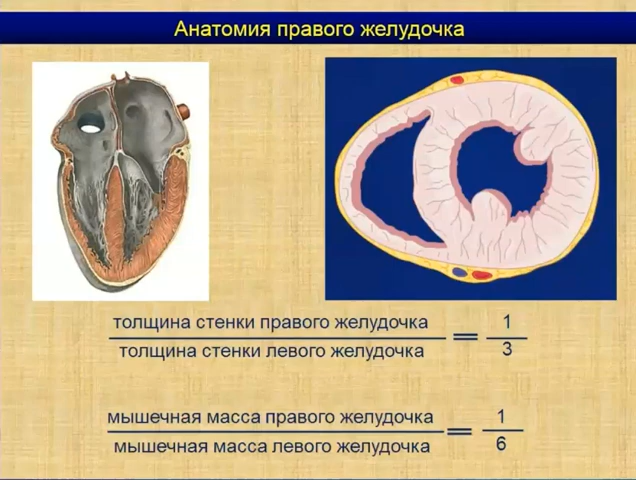 Анатомия правого желудочка
толщина стенки правого желудочка
толщина стенки левого желудочка
=
1
3
мышечная масса правого желудочка
мышечная масса левого желудочка
=
1
6